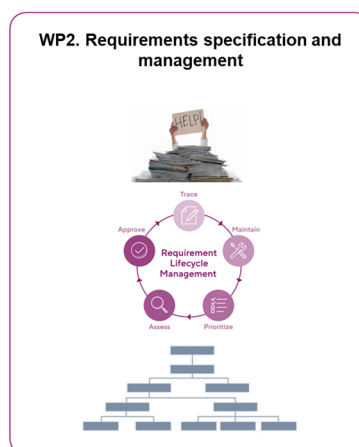 WP2. Requirements specification and
management
HELP!
Trace
Approve
Maintain
Requirement
Lifecycle
Management
Assess
Prioritize